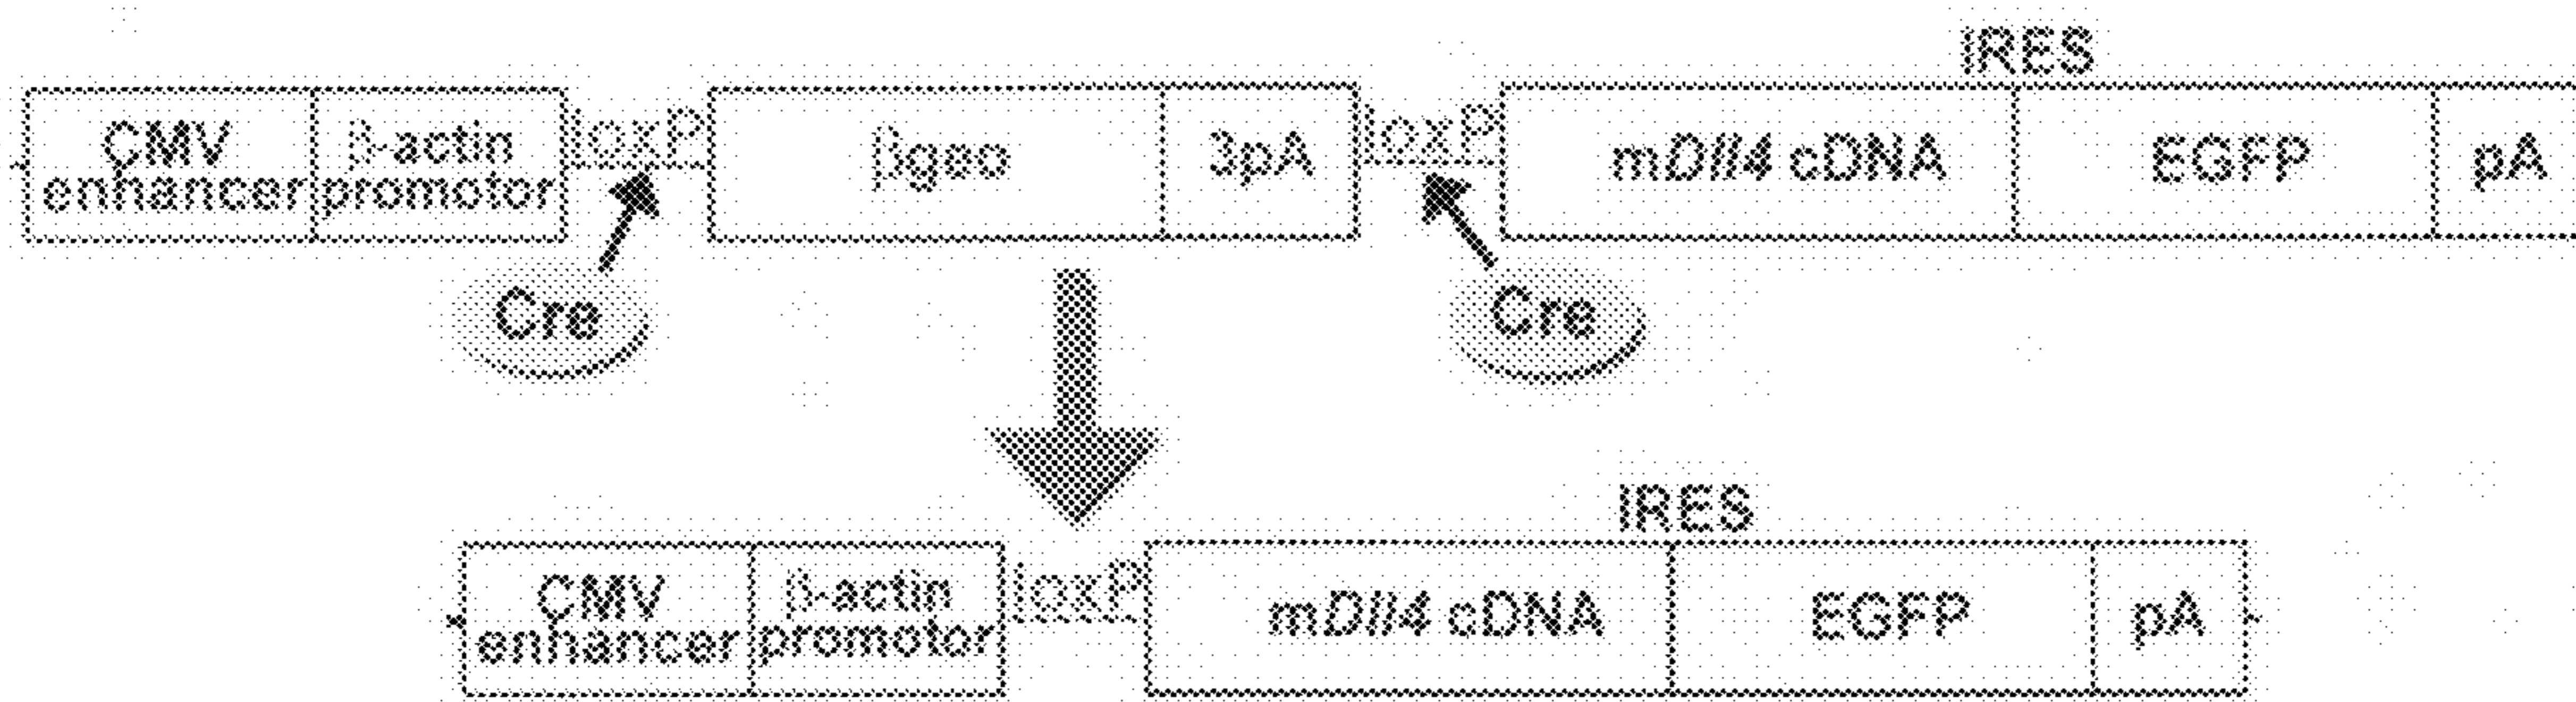 IRES
CMV enhancer
β-actin promotor
loxP
βgeo
3pA
loxP
mDll4 cDNA
EGFP
pA
Cre
Cre
IRES
CMV enhancer
β-actin promotor
loxP
mDll4 cDNA
EGFP
pA